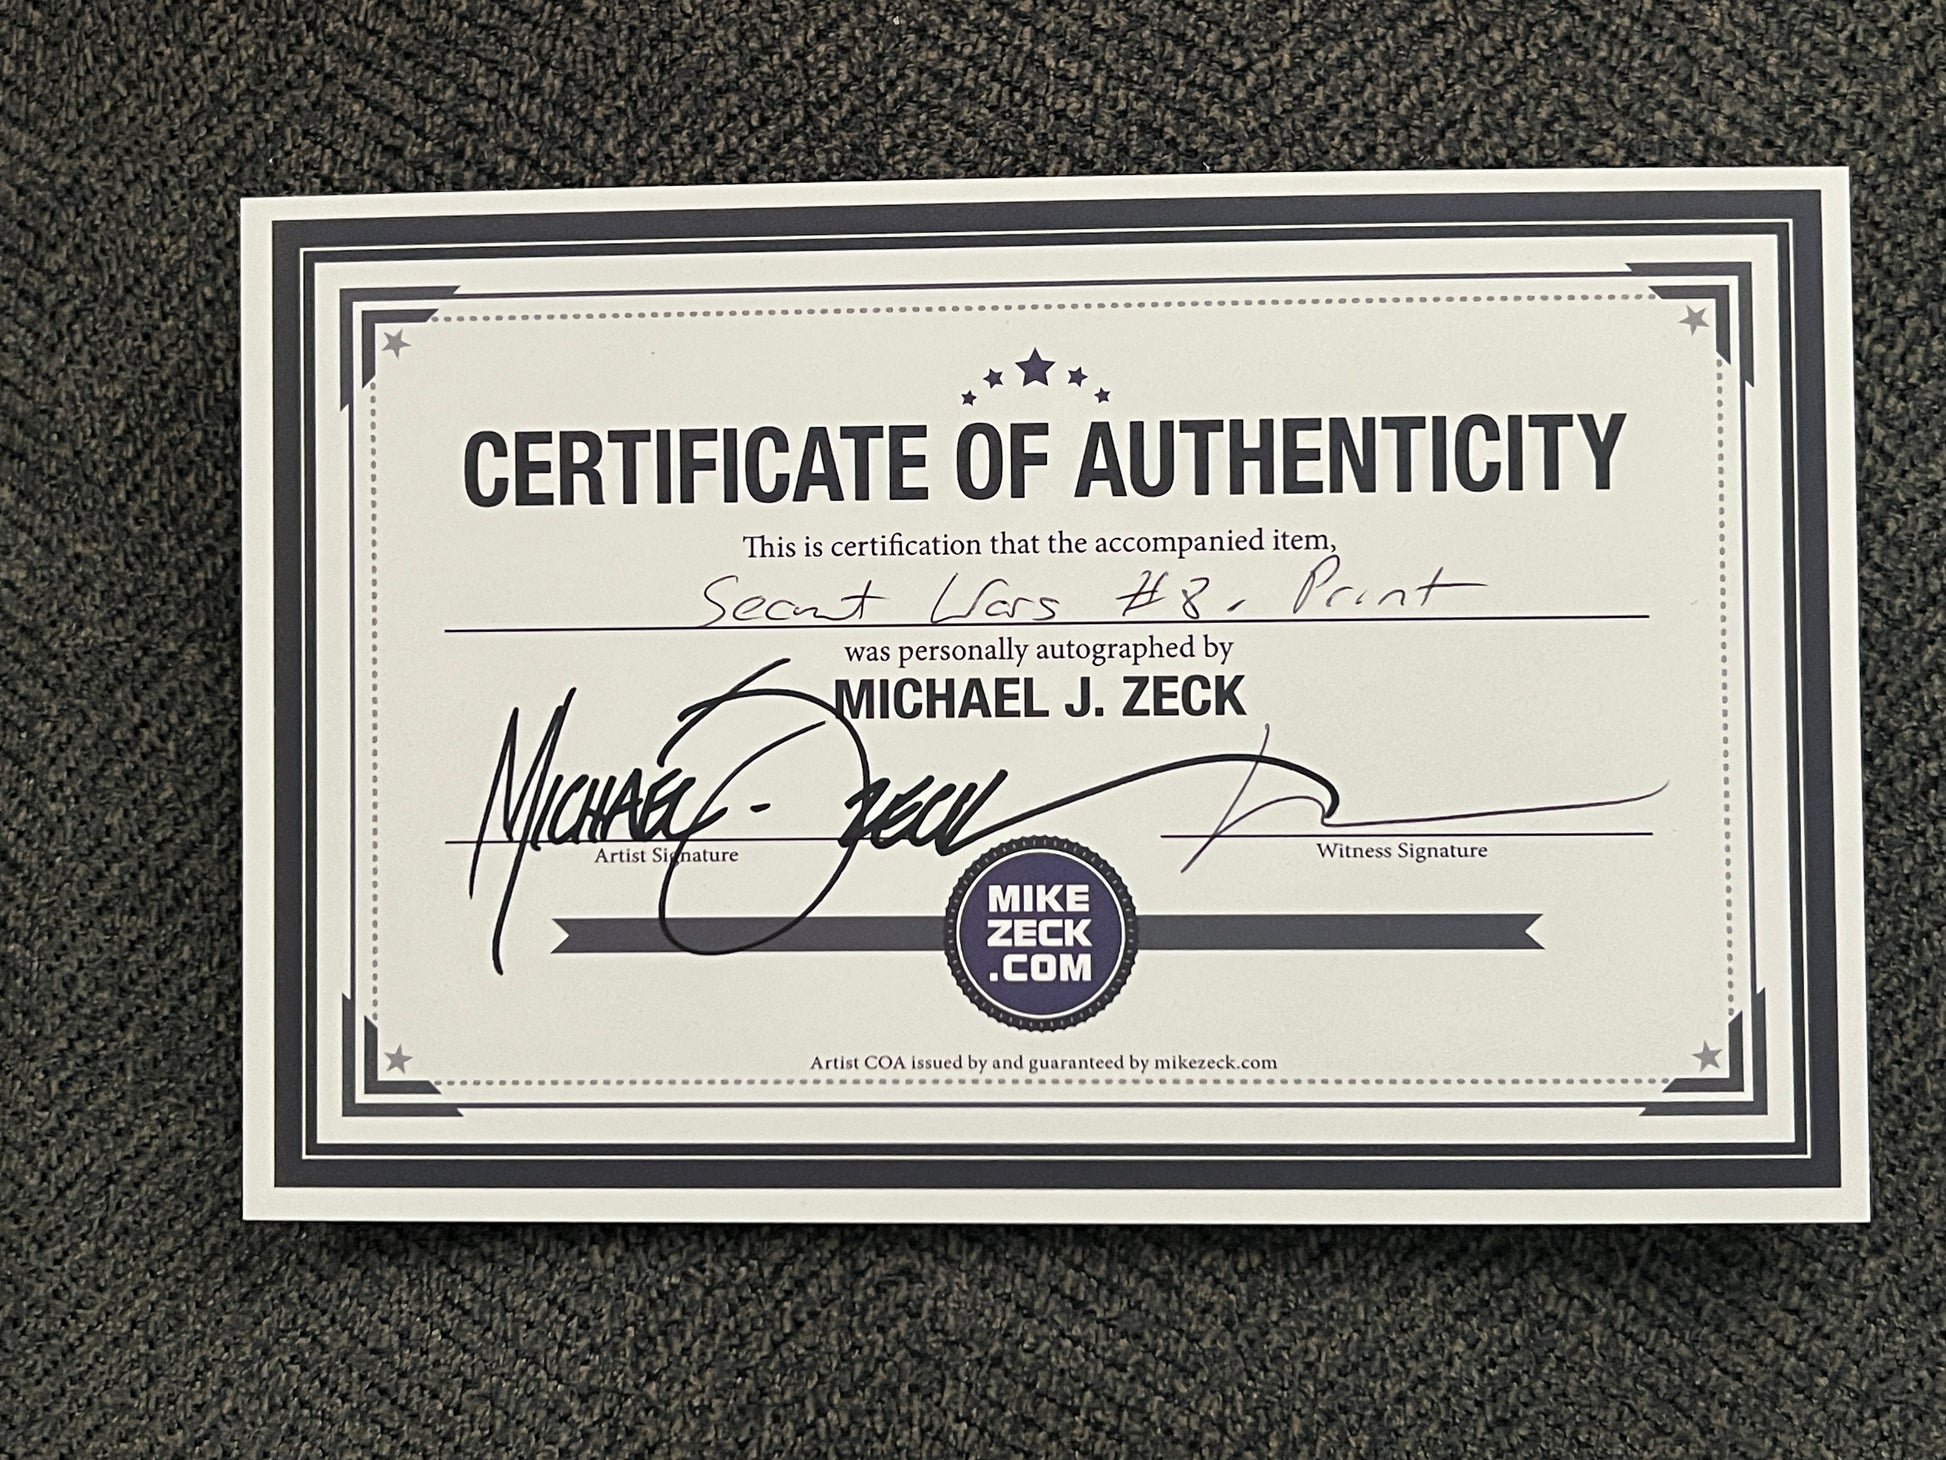 CERTIFICATE OF AUTHENTICITY
This is certification that the accompanied item,
Secret Wars #8. Print
was personally autographed by
MICHAEL J. ZECK
MICHAEL J. ZECK
Artist Signature
Witness Signature
MIKE
ZECK
.COM
Artist COA issued by and guaranteed by mikezeck.com